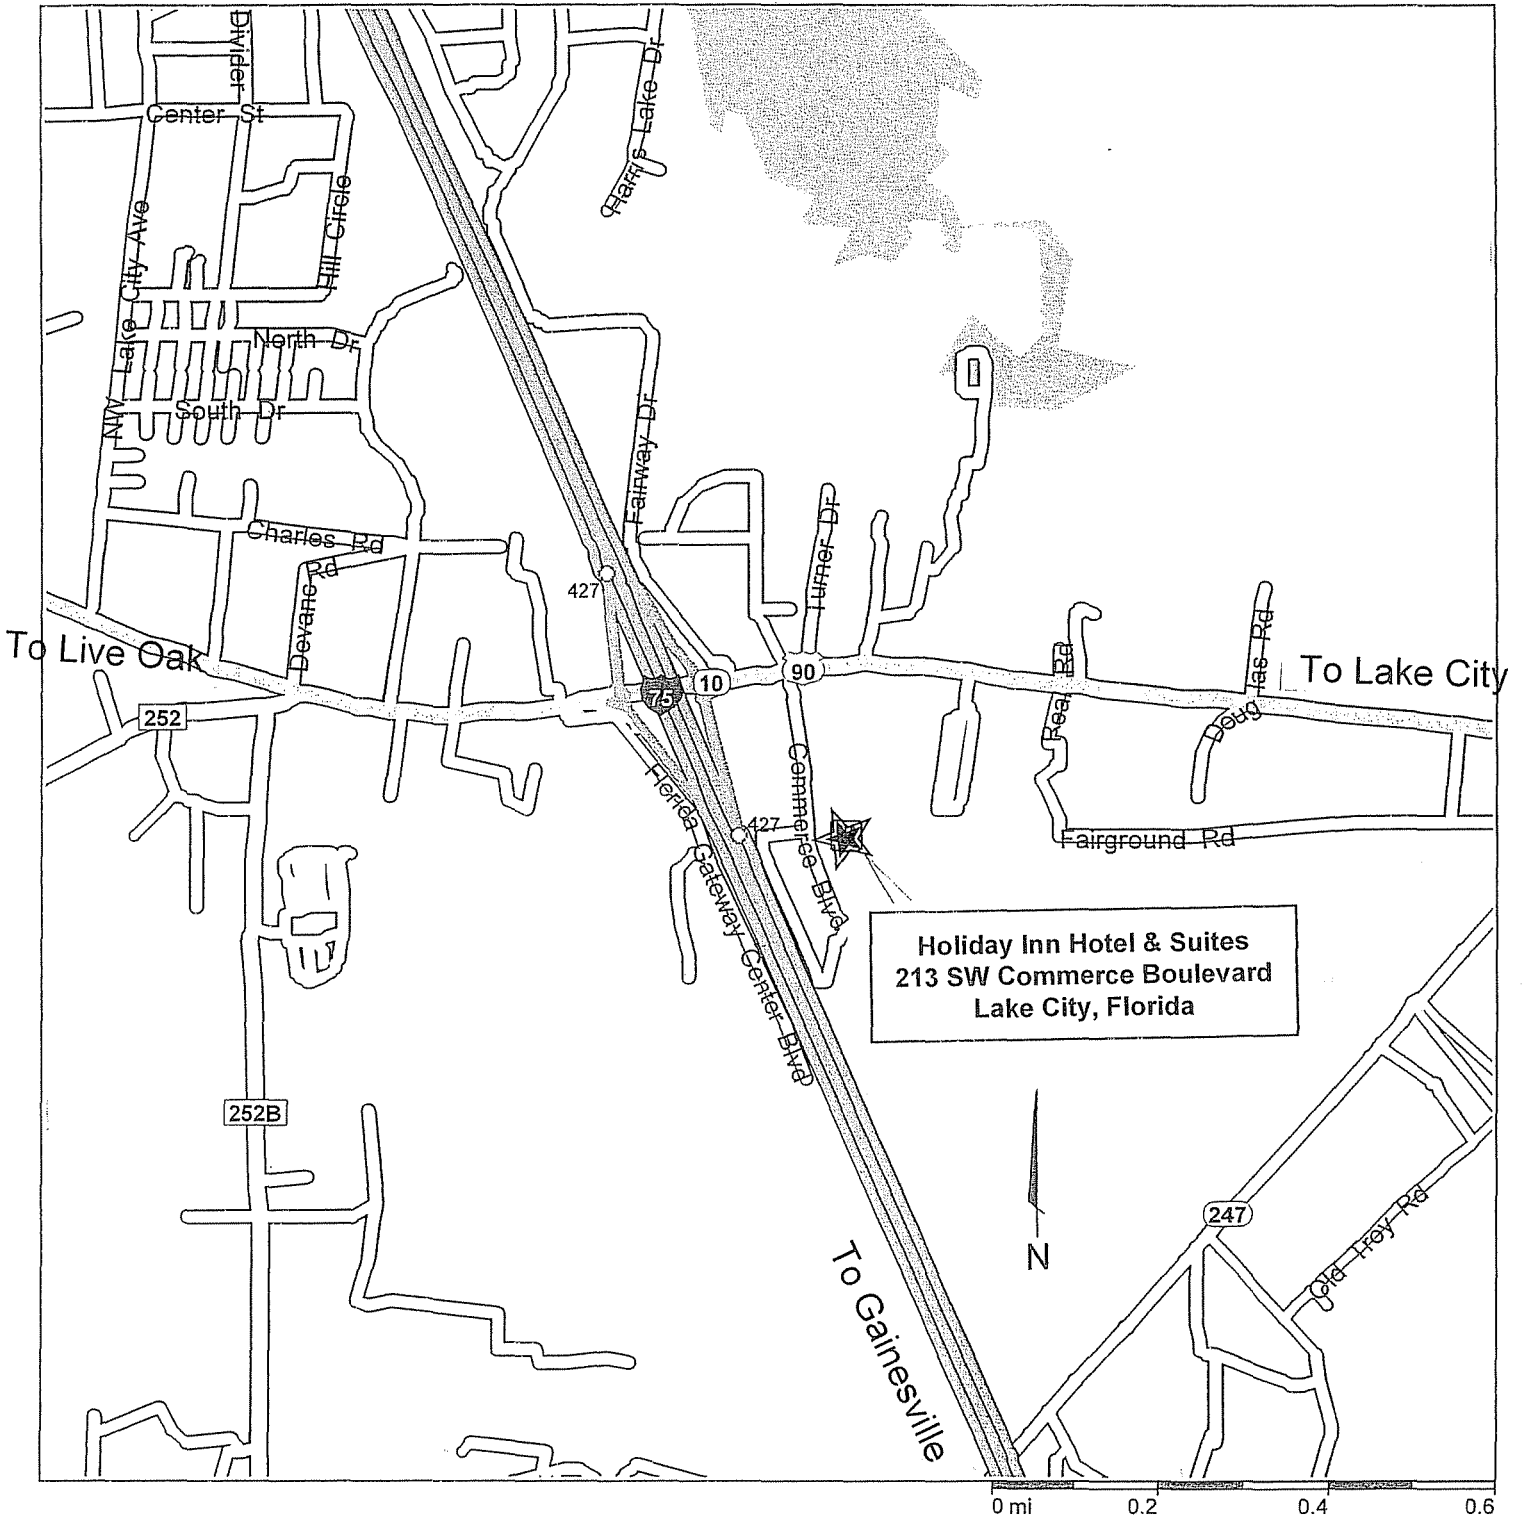 Divider
Center St
Harris Lake Dr
Hill Circle
NW Lake City Ave
North Dr
South Dr
Fairway Dr
Turner Dr
Charles Rd
Devane Rd
427
To Live Oak
252
75
10
90
Real Rd
Douglas Rd
To Lake City
Commerce Blvd
427
Florida Gateway Center Blvd
Fairground Rd
Holiday Inn Hotel & Suites
213 SW Commerce Boulevard
Lake City, Florida
252B
N
247
Old Troy Rd
To Gainesville
0 mi 0.2 0.4 0.6